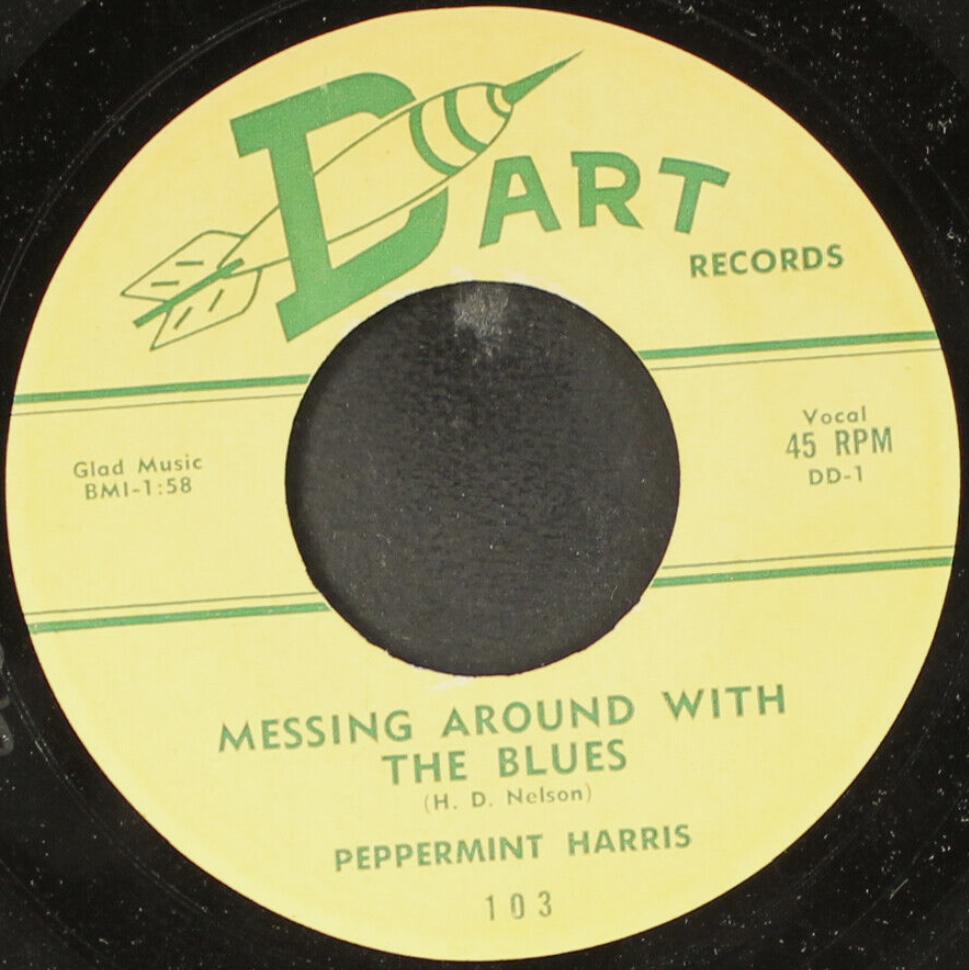 DART
RECORDS
Glad Music
BMI-1:58
Vocal
45 RPM
DD-1
MESSING AROUND WITH
THE BLUES
(H. D. Nelson)
PEPPERMINT HARRIS
103